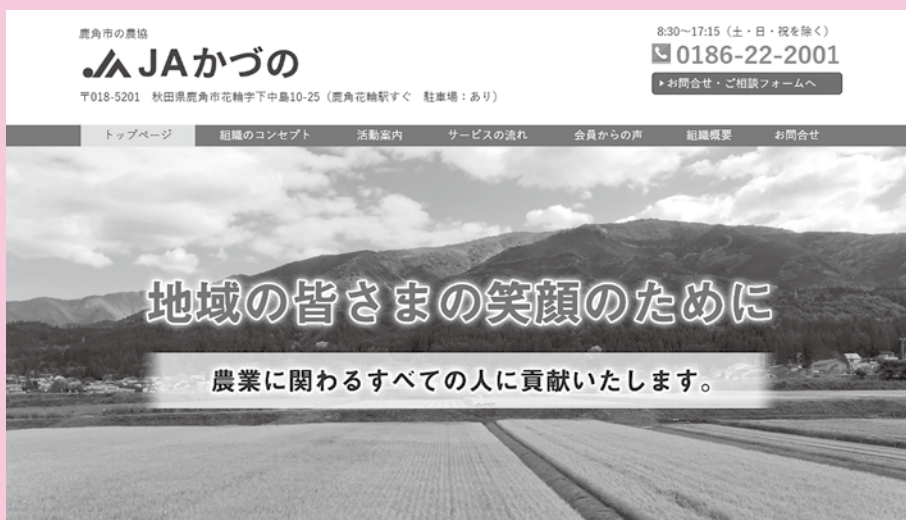 鹿角市の農協
JAかづの
〒018-5201 秋田県鹿角市花輪字下中島10-25（鹿角花輪駅すぐ 駐車場：あり）
8:30～17:15（土・日・祝を除く）
0186-22-2001
お問合せ・ご相談フォームへ
トップページ 組織のコンセプト 活動案内 サービスの流れ 会員からの声 組織概要 お問合せ
地域の皆さまの笑顔のために
農業に関わるすべての人に貢献いたします。